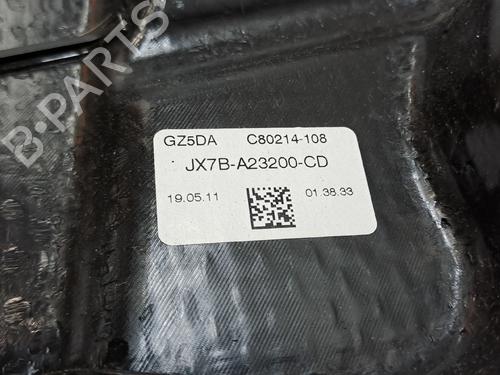 B-PARTS
GZ5DA C80214-108
JX7B-A23200-CD
19.05.11 01.38.33